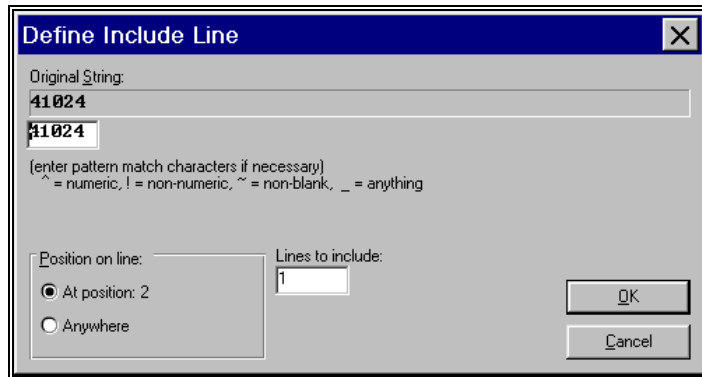 Define Include Line
Original String:
41024
41024
(enter pattern match characters if necessary)
^ = numeric, ! = non-numeric, ~ = non-blank, _ = anything
Position on line:
Lines to include:
1
At position: 2
Anywhere
OK
Cancel